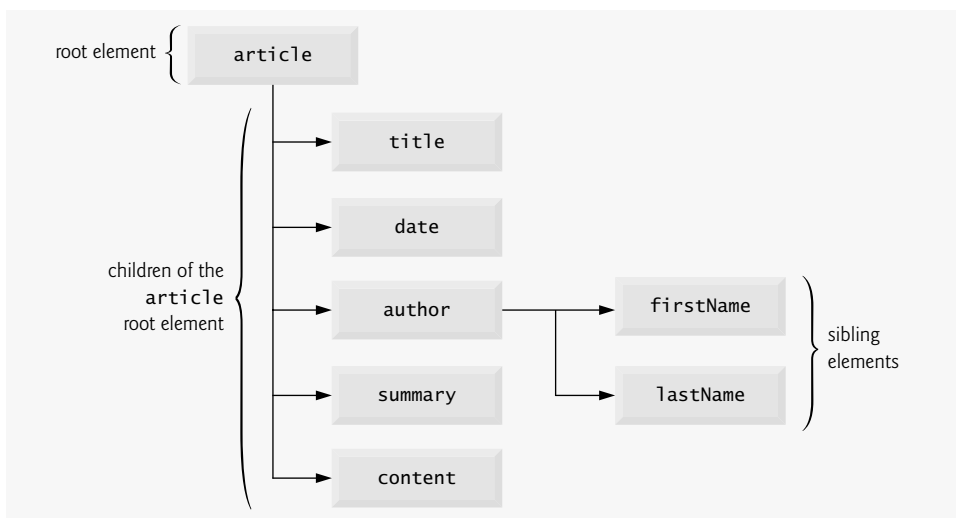 root element
article
title
date
children of the
article
root element
author
firstName
sibling
elements
summary
lastName
content